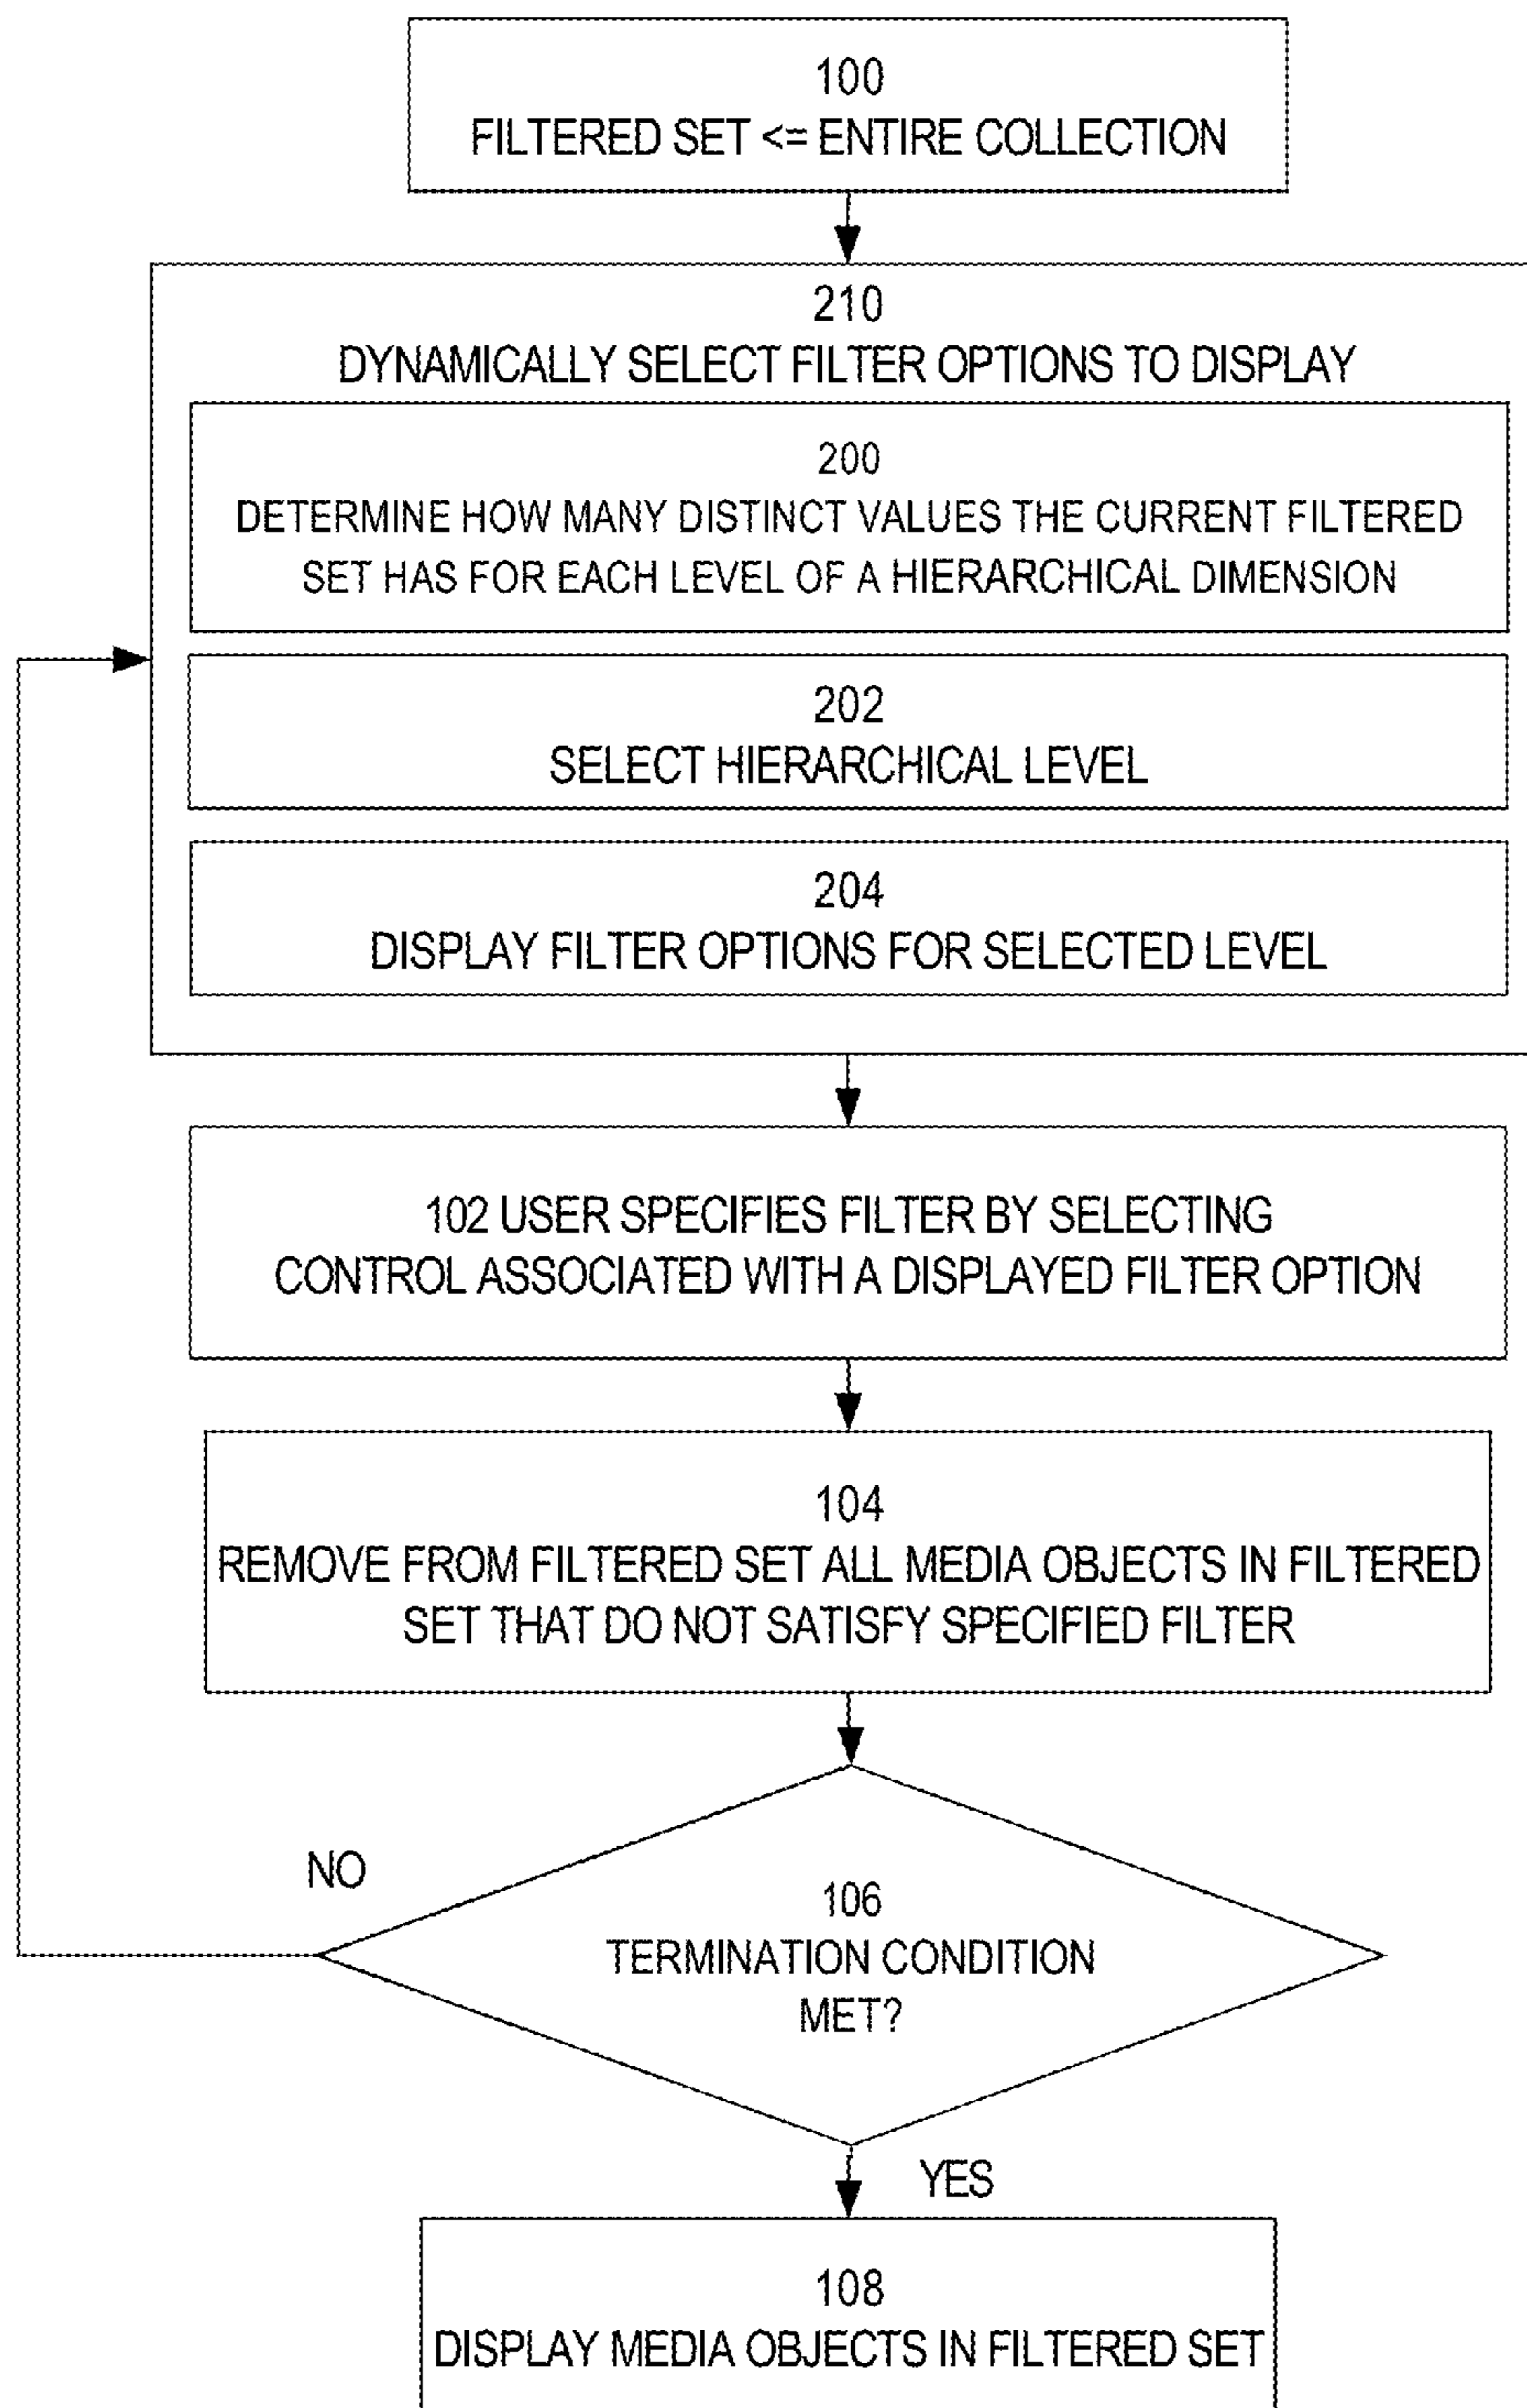 100
FILTERED SET <= ENTIRE COLLECTION
210
DYNAMICALLY SELECT FILTER OPTIONS TO DISPLAY
200
DETERMINE HOW MANY DISTINCT VALUES THE CURRENT FILTERED
SET HAS FOR EACH LEVEL OF A HIERARCHICAL DIMENSION
202
SELECT HIERARCHICAL LEVEL
204
DISPLAY FILTER OPTIONS FOR SELECTED LEVEL
102 USER SPECIFIES FILTER BY SELECTING
CONTROL ASSOCIATED WITH A DISPLAYED FILTER OPTION
104
REMOVE FROM FILTERED SET ALL MEDIA OBJECTS IN FILTERED
SET THAT DO NOT SATISFY SPECIFIED FILTER
NO
106
TERMINATION CONDITION
MET?
YES
108
DISPLAY MEDIA OBJECTS IN FILTERED SET